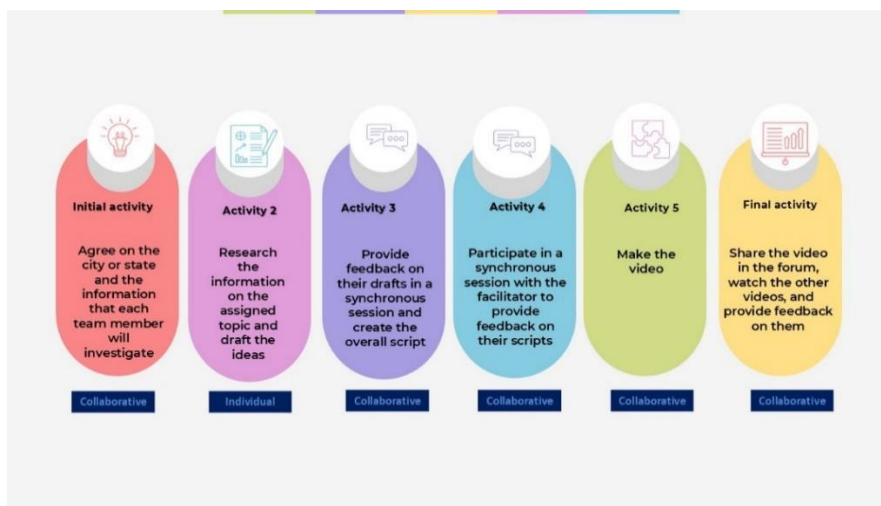 Initial activity
Agree on the
city or state
and the
information
that each
team member
will
investigate
Collaborative
Activity 2
Research
the
information
on the
assigned
topic and
draft the
ideas
Individual
Activity 3
Provide
feedback on
their drafts in a
synchronous
session and
create the
overall script
Collaborative
Activity 4
Participate in a
synchronous
session with the
facilitator to
provide
feedback on
their scripts
Collaborative
Activity 5
Make the
video
Collaborative
Final activity
Share the video
in the forum,
watch the other
videos, and
provide feedback
on them
Collaborative